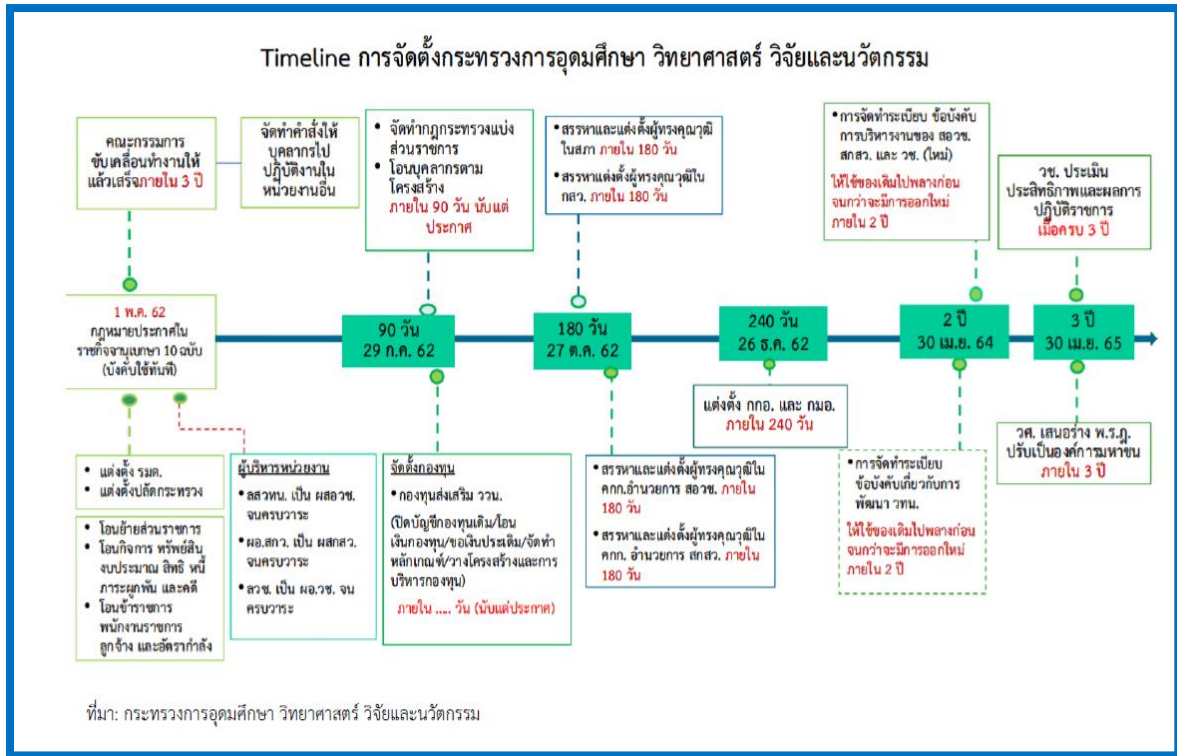 Timeline การจัดตั้งกระทรวงการอุดมศึกษา วิทยาศาสตร์ วิจัยและนวัตกรรม
คณะกรรมการ
ขับเคลื่อนทำงานให้
แล้วเสร็จภายใน 3 ปี
จัดทำคำสั่งให้
บุคลากรไป
ปฏิบัติงานใน
หน่วยงานอื่น
• จัดทำกฎกระทรวงแบ่ง
ส่วนราชการ
• โอนบุคลากรตาม
โครงสร้าง
ภายใน 90 วัน นับแต่
ประกาศ
• สรรหาและแต่งตั้งผู้ทรงคุณวุฒิ
ในสภา ภายใน 180 วัน
• สรรหาแต่งตั้งผู้ทรงคุณวุฒิใน
กสว. ภายใน 180 วัน
• การจัดทำระเบียบ ข้อบังคับ
การบริหารงานของ สอวช.
สกสว. และ วช. (ใหม่)
ให้ใช้ของเดิมไปพลางก่อน
จนกว่าจะมีการออกใหม่
ภายใน 2 ปี
วช. ประเมิน
ประสิทธิภาพและผลการ
ปฏิบัติราชการ
เมื่อครบ 3 ปี
1 พ.ค. 62
กฎหมายประกาศใน
ราชกิจจานุเบกษา 10 ฉบับ
(บังคับใช้ทันที)
90 วัน
29 ก.ค. 62
180 วัน
27 ต.ค. 62
240 วัน
26 ธ.ค. 62
2 ปี
30 เม.ย. 64
3 ปี
30 เม.ย. 65
• แต่งตั้ง รมต.
• แต่งตั้งปลัดกระทรวง
• โอนย้ายส่วนราชการ
• โอนกิจการ ทรัพย์สิน
งบประมาณ สิทธิ หนี้
ภาระผูกพัน และคดี
• โอนข้าราชการ
พนักงานราชการ
ลูกจ้าง และอัตรากำลัง
ผู้บริหารหน่วยงาน
• ลสวทน. เป็น ผสอวช.
จนครบวาระ
• ผอ.สกว. เป็น ผสกสว.
จนครบวาระ
• ลวช. เป็น ผอ.วช. จน
ครบวาระ
จัดตั้งกองทุน
• กองทุนส่งเสริม ววน.
(ปิดบัญชีกองทุนเดิม/โอน
เงินกองทุน/ขอเงินประเดิม/จัดทำ
หลักเกณฑ์/วางโครงสร้างและการ
บริหารกองทุน)
ภายใน ..... วัน (นับแต่ประกาศ)
• สรรหาและแต่งตั้งผู้ทรงคุณวุฒิใน
คกก.อำนวยการ สอวช. ภายใน
180 วัน
• สรรหาและแต่งตั้งผู้ทรงคุณวุฒิใน
คกก. อำนวยการ สกสว. ภายใน
180 วัน
แต่งตั้ง กกอ. และ กมอ.
ภายใน 240 วัน
• การจัดทำระเบียบ
ข้อบังคับเกี่ยวกับการ
พัฒนา วทน.
ให้ใช้ของเดิมไปพลางก่อน
จนกว่าจะมีการออกใหม่
ภายใน 2 ปี
วศ. เสนอร่าง พ.ร.ฎ.
ปรับเป็นองค์การมหาชน
ภายใน 3 ปี
ที่มา: กระทรวงการอุดมศึกษา วิทยาศาสตร์ วิจัยและนวัตกรรม